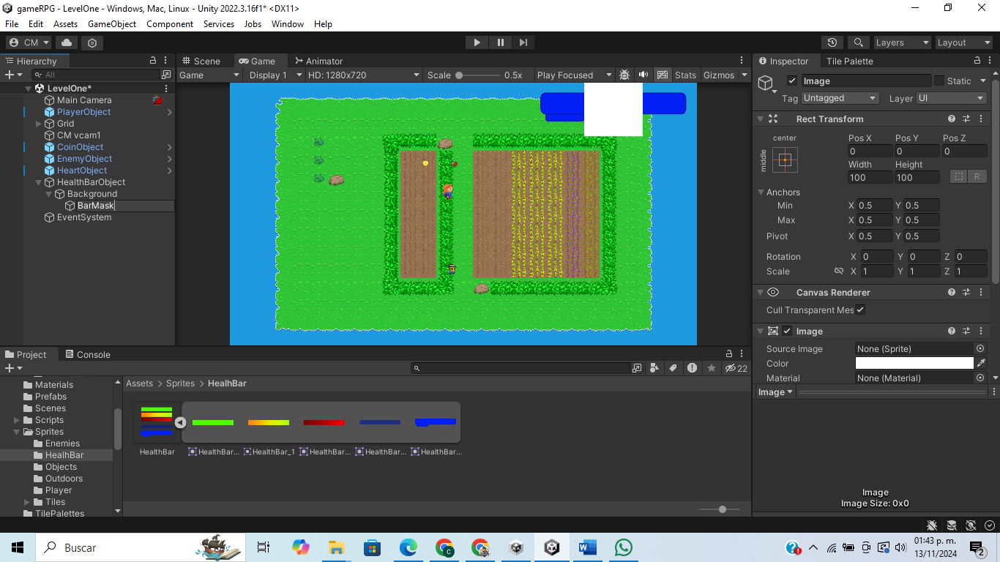 gameRPG - LevelOne - Windows, Mac, Linux - Unity 2022.3.16f1* <DX11>
File Edit Assets GameObject Component Services Jobs Window Help
CM Layers Layout
Hierarchy
All
LevelOne*
Main Camera
PlayerObject
Grid
CM vcam1
CoinObject
EnemyObject
HeartObject
HealthBarObject
Background
BarMask
EventSystem
Scene Game Animator
Game Display 1 HD: 1280x720 Scale 0.5x Play Focused Stats Gizmos
Inspector Tile Palette
Image Static
Tag Untagged Layer UI
Rect Transform
center
middle
Pos X Pos Y Pos Z
0 0 0
Width Height
100 100 R
Anchors
Min X 0.5 Y 0.5
Max X 0.5 Y 0.5
Pivot X 0.5 Y 0.5
Rotation X 0 Y 0 Z 0
Scale X 1 Y 1 Z 1
Canvas Renderer
Cull Transparent Mes
Image
Source Image None (Sprite)
Color
Material None (Material)
Image
Image
Image Size: 0x0
Project Console
22
Materials
Prefabs
Scenes
Scripts
Sprites
Enemies
HealhBar
Objects
Outdoors
Player
Tiles
TilePalettes
Assets > Sprites > HealhBar
HealthBar HealthBar... HealthBar_1 HealthBar... HealthBar... HealthBar...
Buscar
01:43 p. m.
13/11/2024
2